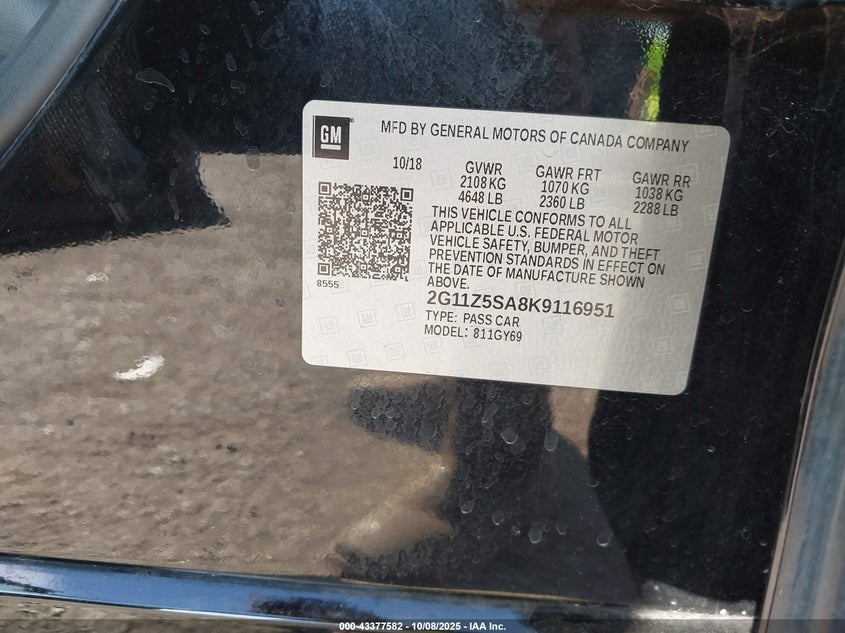 GM
MFD BY GENERAL MOTORS OF CANADA COMPANY
10/18
GVWR
2108 KG
4648 LB
GAWR FRT
1070 KG
2360 LB
GAWR RR
1038 KG
2288 LB
THIS VEHICLE CONFORMS TO ALL
APPLICABLE U.S. FEDERAL MOTOR
VEHICLE SAFETY, BUMPER, AND THEFT
PREVENTION STANDARDS IN EFFECT ON
THE DATE OF MANUFACTURE SHOWN
ABOVE.
8555
2G11Z5SA8K9116951
TYPE: PASS CAR
MODEL: 811GY69
000-43377582 - 10/08/2025 - IAA Inc.